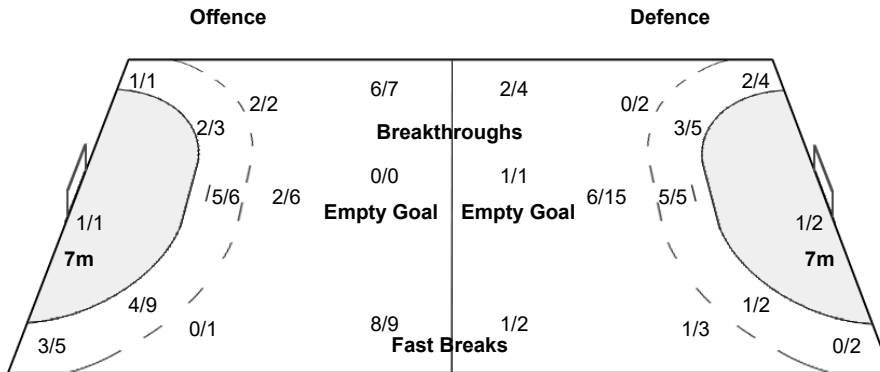 Offence Defence
1/1 6/7 2/4 2/4
2/2 0/2
2/3 Breakthroughs 3/5
0/0 1/1
5/6 2/6 6/15 5/5
Empty Goal Empty Goal
1/1 1/2
7m 7m
4/9 1/2
0/1 8/9 1/2 1/3
3/5 Fast Breaks 0/2